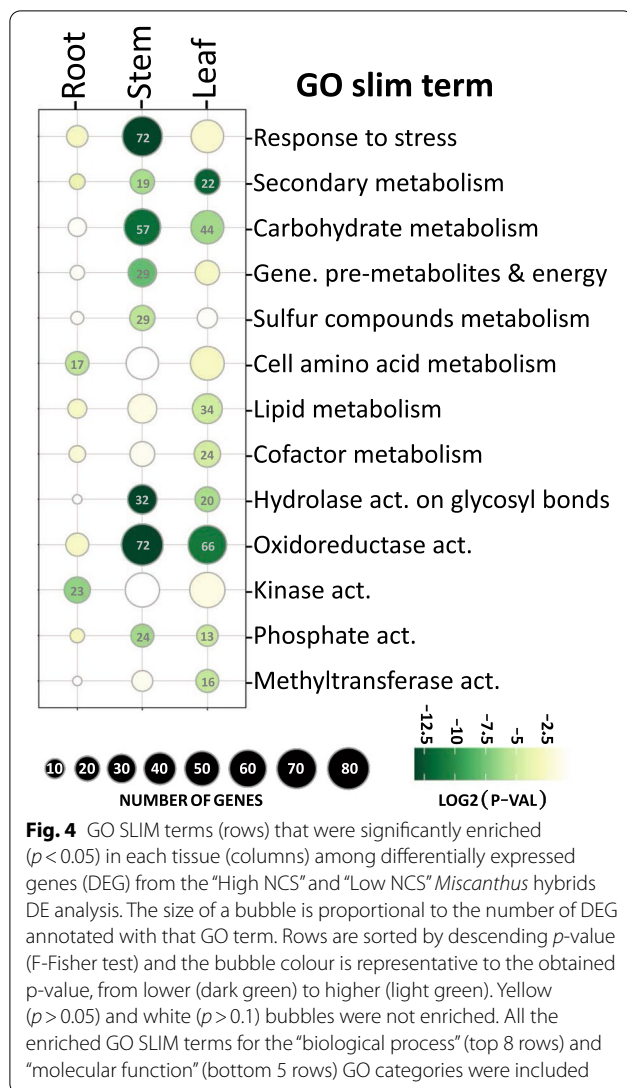 Root
Stem
Leaf
GO slim term
72 Response to stress
19 22 Secondary metabolism
57 44 Carbohydrate metabolism
29 Gene. pre-metabolites & energy
29 Sulfur compounds metabolism
17 Cell amino acid metabolism
34 Lipid metabolism
24 Cofactor metabolism
32 20 Hydrolase act. on glycosyl bonds
72 66 Oxidoreductase act.
23 Kinase act.
24 13 Phosphate act.
16 Methyltransferase act.
10 20 30 40 50 60 70 80
NUMBER OF GENES
-12.5 -10 -7.5 -5 -2.5
LOG2 (P-VAL)
Fig. 4 GO SLIM terms (rows) that were significantly enriched
(p < 0.05) in each tissue (columns) among differentially expressed
genes (DEG) from the “High NCS” and “Low NCS” Miscanthus hybrids
DE analysis. The size of a bubble is proportional to the number of DEG
annotated with that GO term. Rows are sorted by descending p-value
(F-Fisher test) and the bubble colour is representative to the obtained
p-value, from lower (dark green) to higher (light green). Yellow
(p > 0.05) and white (p > 0.1) bubbles were not enriched. All the
enriched GO SLIM terms for the “biological process” (top 8 rows) and
“molecular function” (bottom 5 rows) GO categories were included